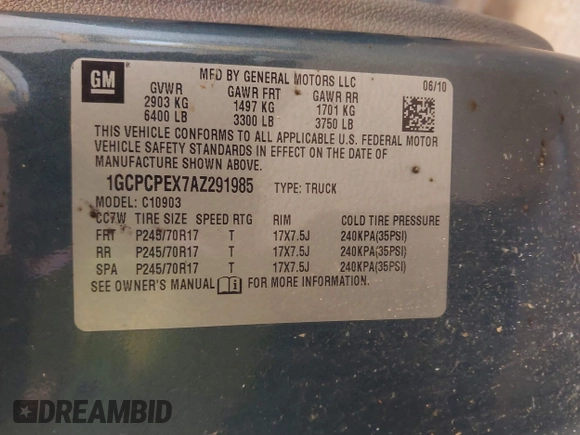 GM
MFD BY GENERAL MOTORS LLC
06/10
GVWR GAWR FRT GAWR RR
2903 KG 1497 KG 1701 KG
6400 LB 3300 LB 3750 LB
THIS VEHICLE CONFORMS TO ALL APPLICABLE U.S. FEDERAL MOTOR
VEHICLE SAFETY STANDARDS IN EFFECT ON THE DATE OF
MANUFACTURE SHOWN ABOVE.
1GCPCPEX7AZ291985 TYPE: TRUCK
MODEL: C10903
CC7W TIRE SIZE SPEED RTG RIM COLD TIRE PRESSURE
FRT P245/70R17 T 17X7.5J 240KPA(35PSI)
RR P245/70R17 T 17X7.5J 240KPA(35PSI)
SPA P245/70R17 T 17X7.5J 240KPA(35PSI)
SEE OWNER'S MANUAL FOR MORE INFORMATION.
DREAMBID